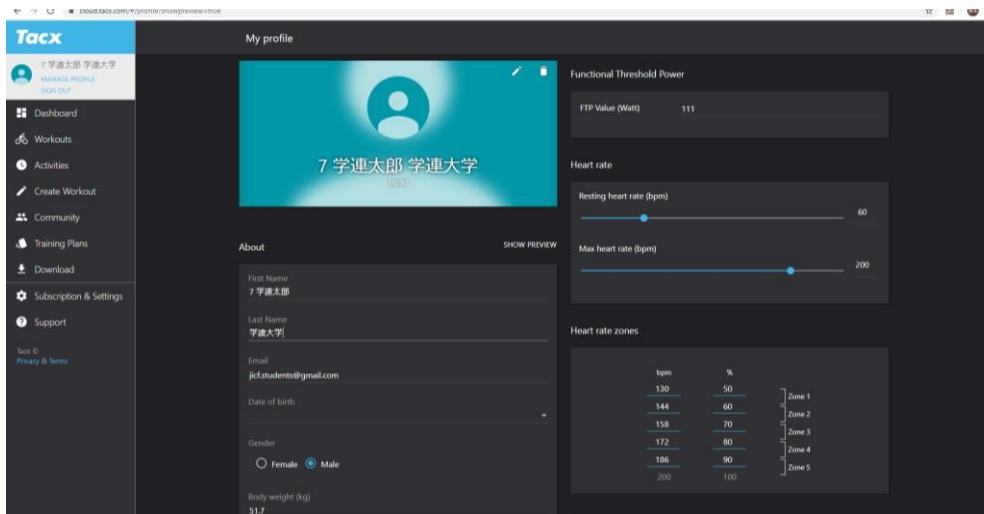 cloud.tacx.com/#/profile?showpreview=true
Tacx
My profile
7 学連太郎 学連大学
MANAGE PROFILE
SIGN OUT
Dashboard
Workouts
Activities
Create Workout
Community
Training Plans
Download
Subscription & Settings
Support
Tacx ©
Privacy & Terms
7 学連太郎 学連大学
About
SHOW PREVIEW
First Name
7 学連太郎
Last Name
学連大学
Email
jicf.students@gmail.com
Date of birth
Gender
Female Male
Body weight (kg)
51.7
Functional Threshold Power
FTP Value (Watt) 111
Heart rate
Resting heart rate (bpm)
60
Max heart rate (bpm)
200
Heart rate zones
bpm %
130 50
Zone 1
144 60
Zone 2
158 70
Zone 3
172 80
Zone 4
186 90
Zone 5
200 100